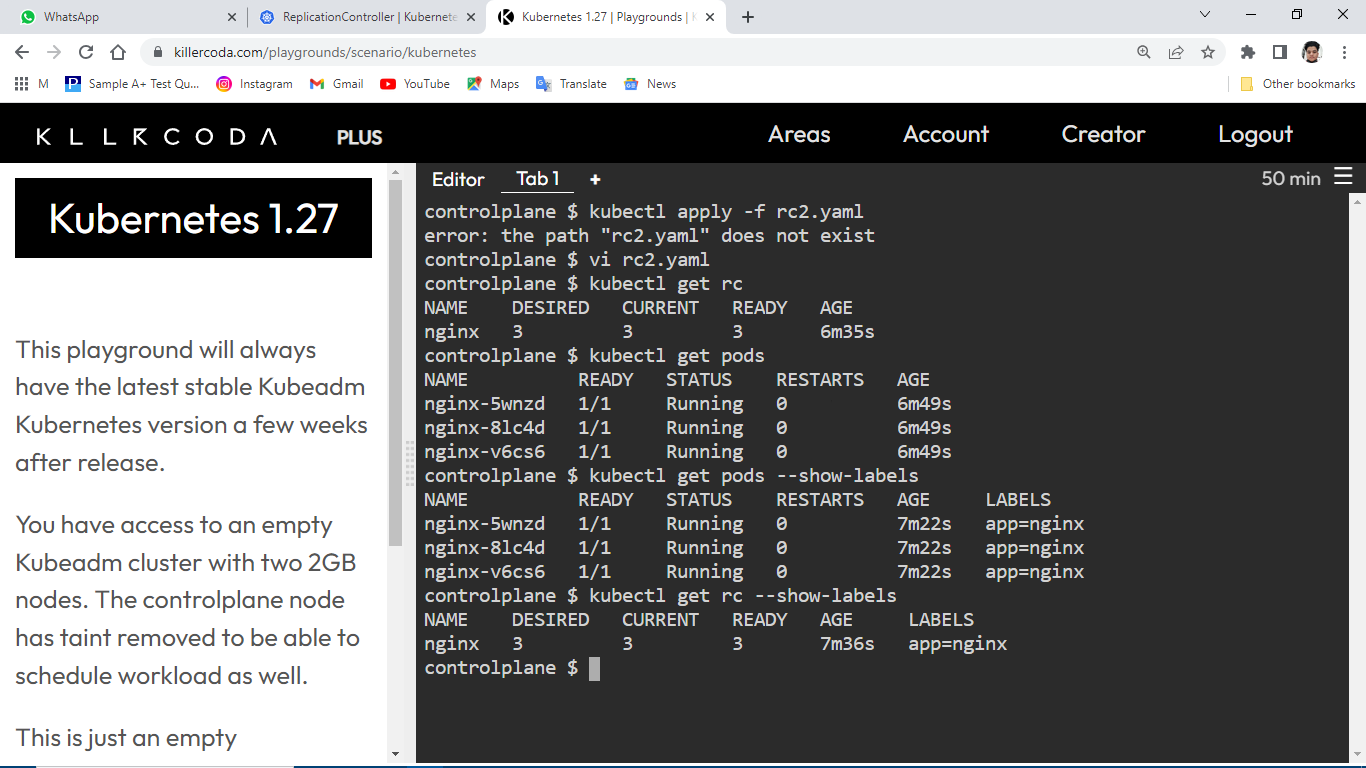 WhatsApp
ReplicationController | Kubernete
Kubernetes 1.27 | Playgrounds |
killercoda.com/playgrounds/scenario/kubernetes
M
Sample A+ Test Qu...
Instagram
Gmail
YouTube
Maps
Translate
News
Other bookmarks
KILLERCODA
PLUS
Areas
Account
Creator
Logout
Kubernetes 1.27
This playground will always
have the latest stable Kubeadm
Kubernetes version a few weeks
after release.
You have access to an empty
Kubeadm cluster with two 2GB
nodes. The controlplane node
has taint removed to be able to
schedule workload as well.
This is just an empty
Editor
Tab 1
+
50 min
controlplane $ kubectl apply -f rc2.yaml
error: the path "rc2.yaml" does not exist
controlplane $ vi rc2.yaml
controlplane $ kubectl get rc
NAME DESIRED CURRENT READY AGE
nginx 3 3 3 6m35s
controlplane $ kubectl get pods
NAME READY STATUS RESTARTS AGE
nginx-5wnzd 1/1 Running 0 6m49s
nginx-8lc4d 1/1 Running 0 6m49s
nginx-v6cs6 1/1 Running 0 6m49s
controlplane $ kubectl get pods --show-labels
NAME READY STATUS RESTARTS AGE LABELS
nginx-5wnzd 1/1 Running 0 7m22s app=nginx
nginx-8lc4d 1/1 Running 0 7m22s app=nginx
nginx-v6cs6 1/1 Running 0 7m22s app=nginx
controlplane $ kubectl get rc --show-labels
NAME DESIRED CURRENT READY AGE LABELS
nginx 3 3 3 7m36s app=nginx
controlplane $